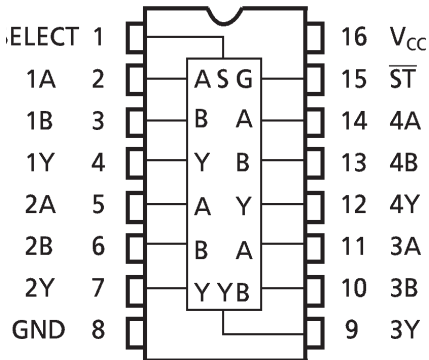 SELECT 1 16 VCC
1A 2 A S G 15 ST
1B 3 B A 14 4A
1Y 4 Y B 13 4B
2A 5 A Y 12 4Y
2B 6 B A 11 3A
2Y 7 Y Y B 10 3B
GND 8 9 3Y